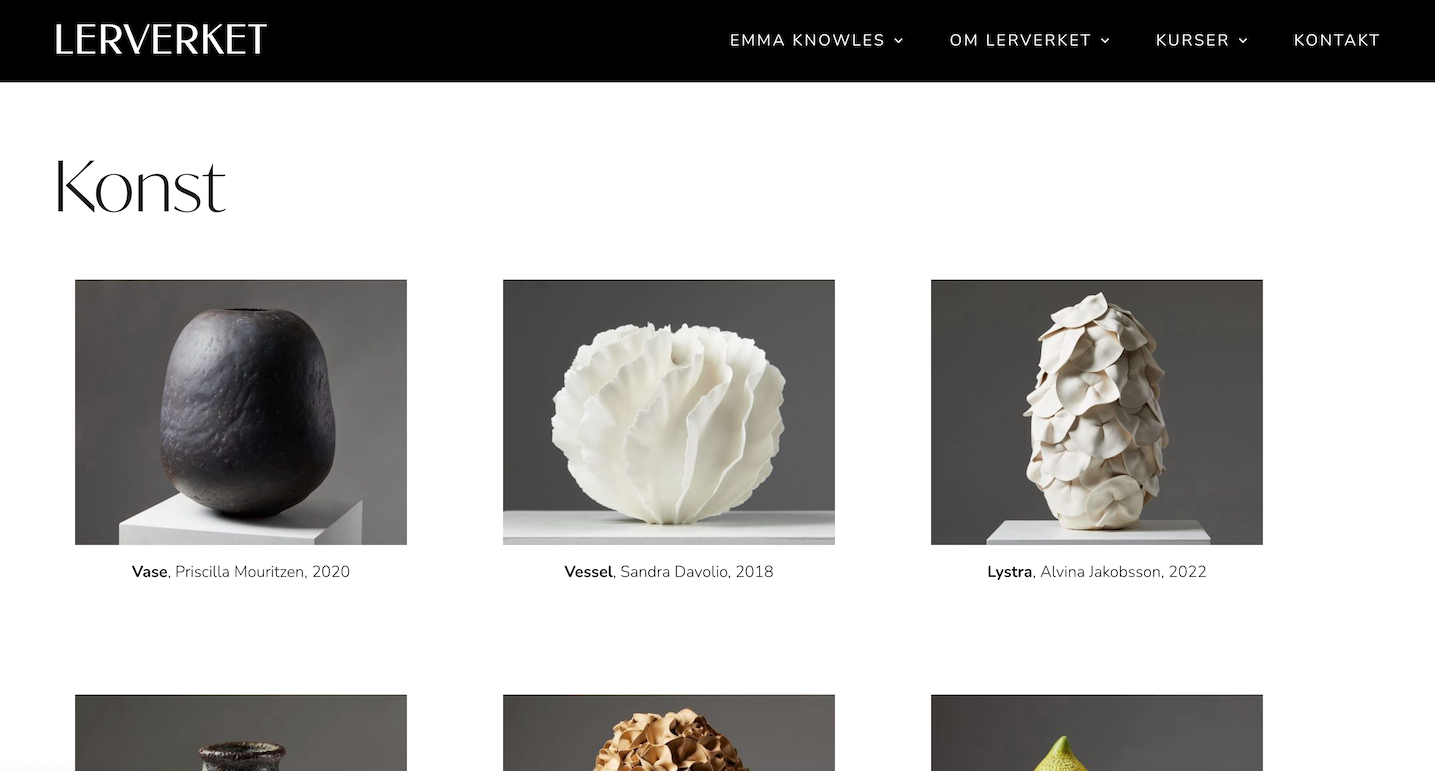 LERVERKET
EMMA KNOWLES OM LERVERKET KURSER KONTAKT
Konst
Vase, Priscilla Mouritzen, 2020
Vessel, Sandra Davolio, 2018
Lystra, Alvina Jakobsson, 2022